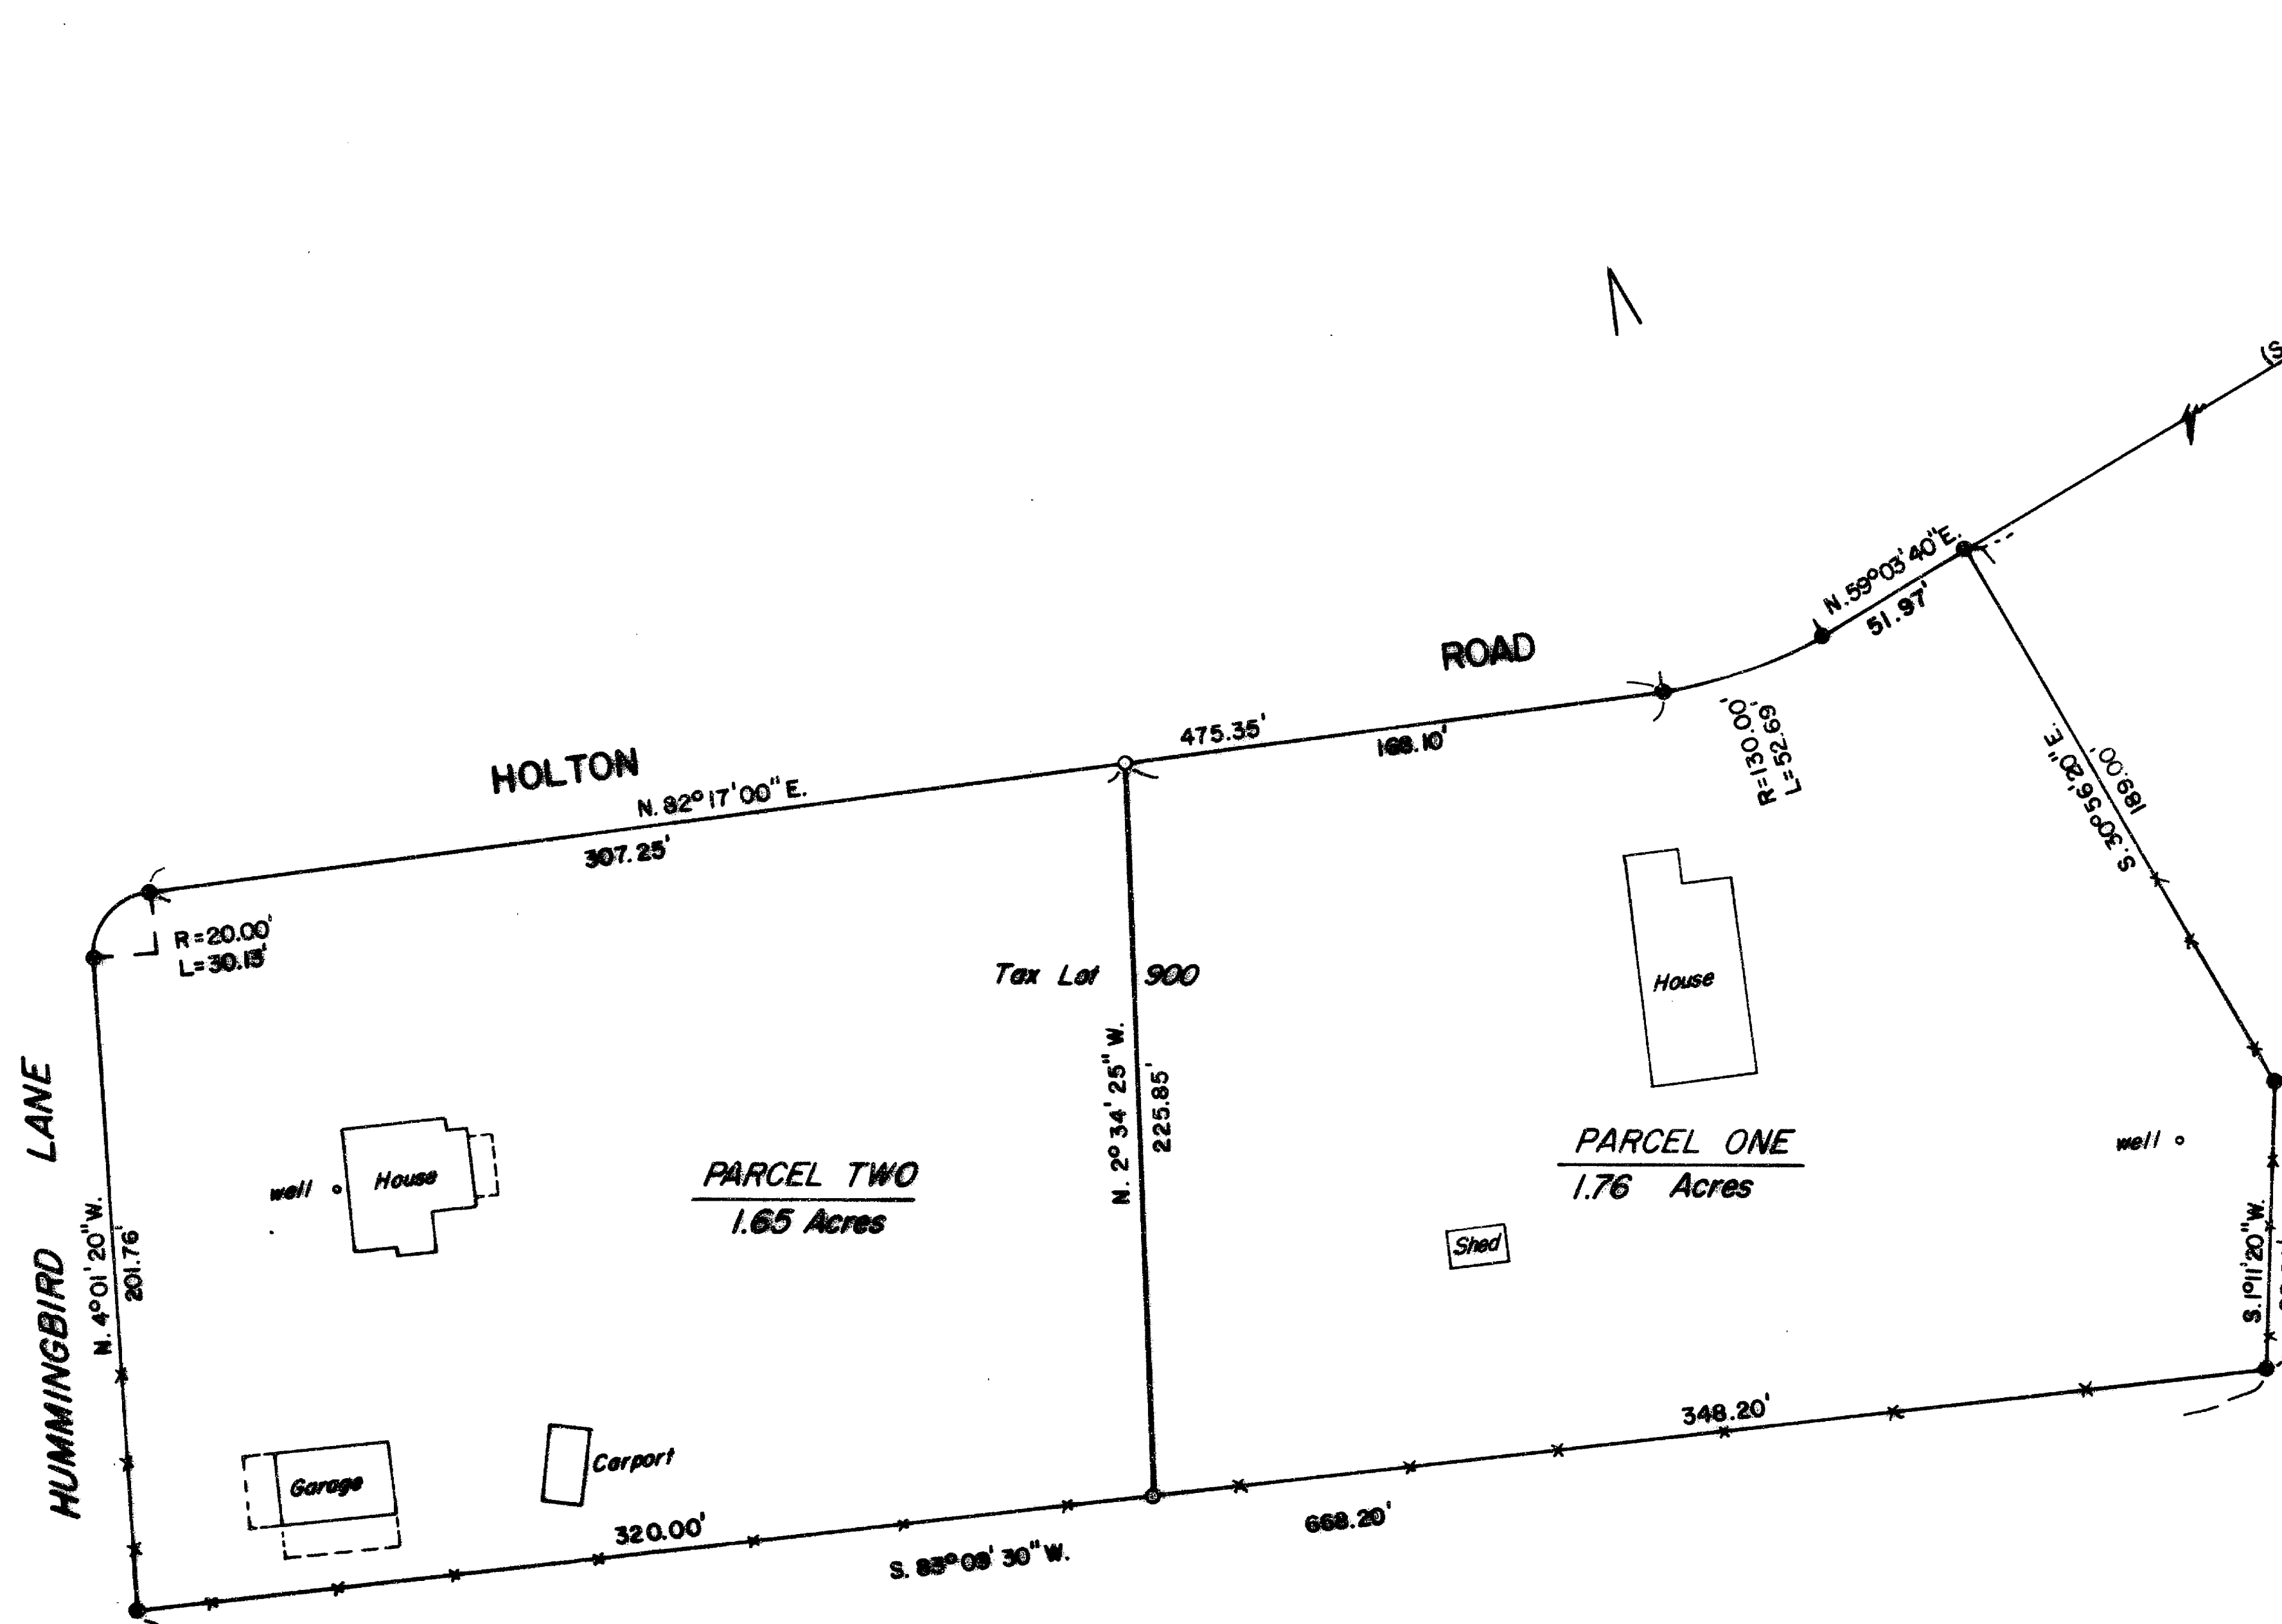 N. 59°03'40"E.
51.97'
HOLTON ROAD
475.35'
168.10'
N. 82°17'00" E.
307.25'
R=130.00'
L=52.69'
S. 30°56'20"E.
189.00'
R=20.00'
L=30.13'
Tax Lot 900
House
HUMMINGBIRD LANE
N. 4°01'20"W.
201.76'
well
House
PARCEL TWO
1.65 Acres
N. 2°34'25" W.
225.85'
PARCEL ONE
1.76 Acres
well
Shed
S. 1°11'20"W.
348.20'
Garage
Carport
320.00'
668.20'
S. 83°09'30"W.